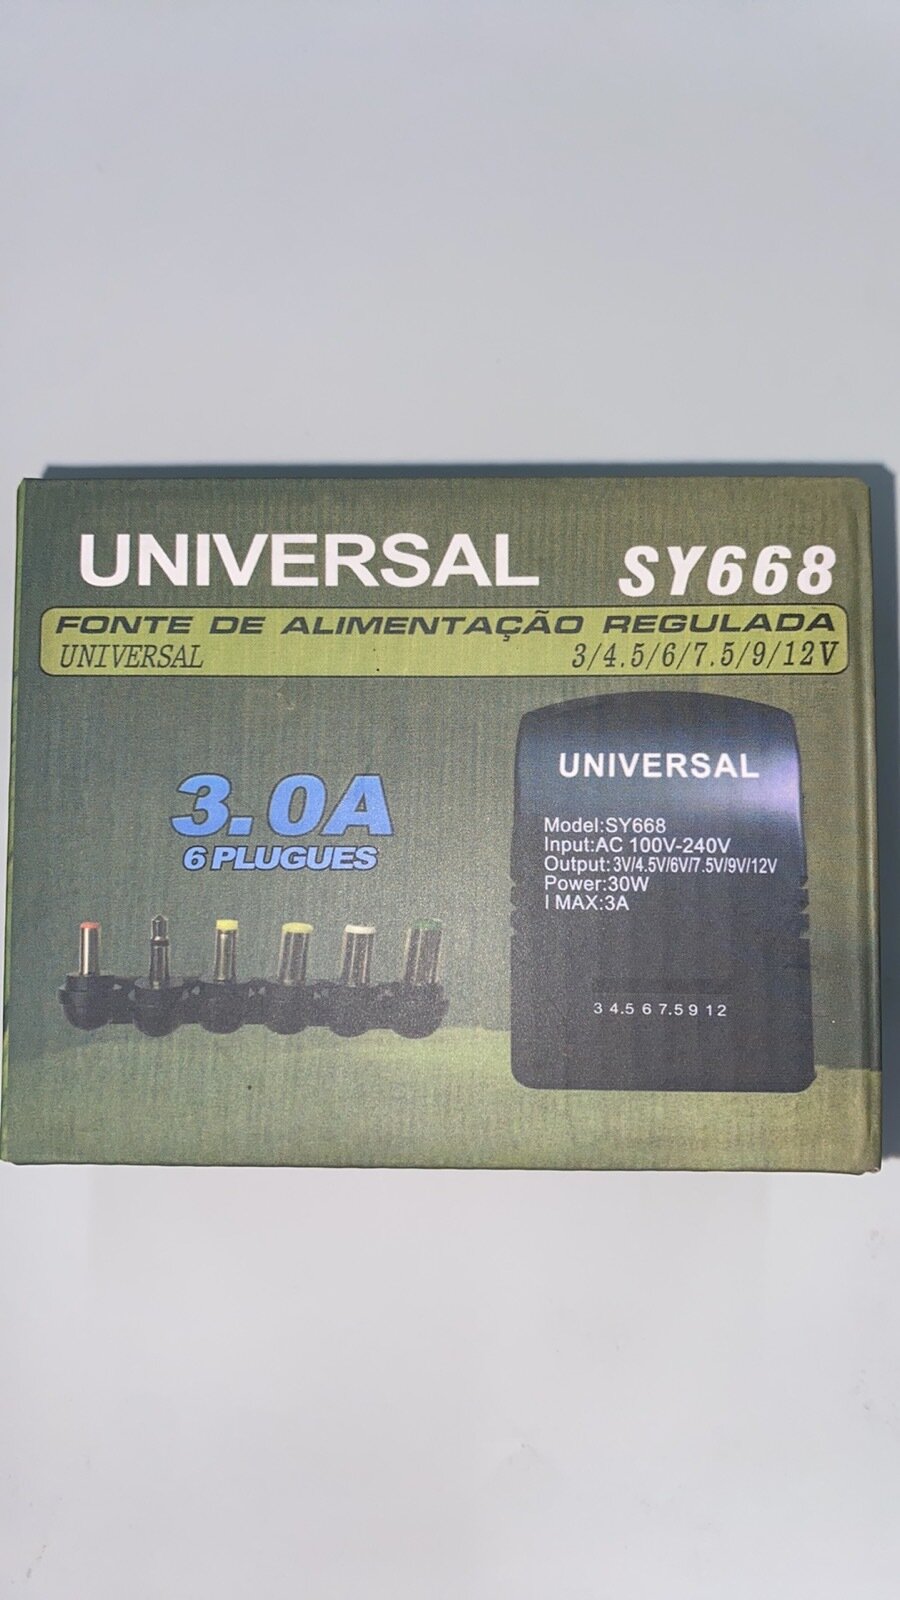 UNIVERSAL SY668
FONTE DE ALIMENTAÇÃO REGULADA
UNIVERSAL 3/4.5/6/7.5/9/12V
3.0A
6 PLUGUES
UNIVERSAL
Model:SY668
Input:AC 100V-240V
Output:3V/4.5V/6V/7.5V/9V/12V
Power:30W
I MAX:3A
3 4.5 6 7.5 9 12